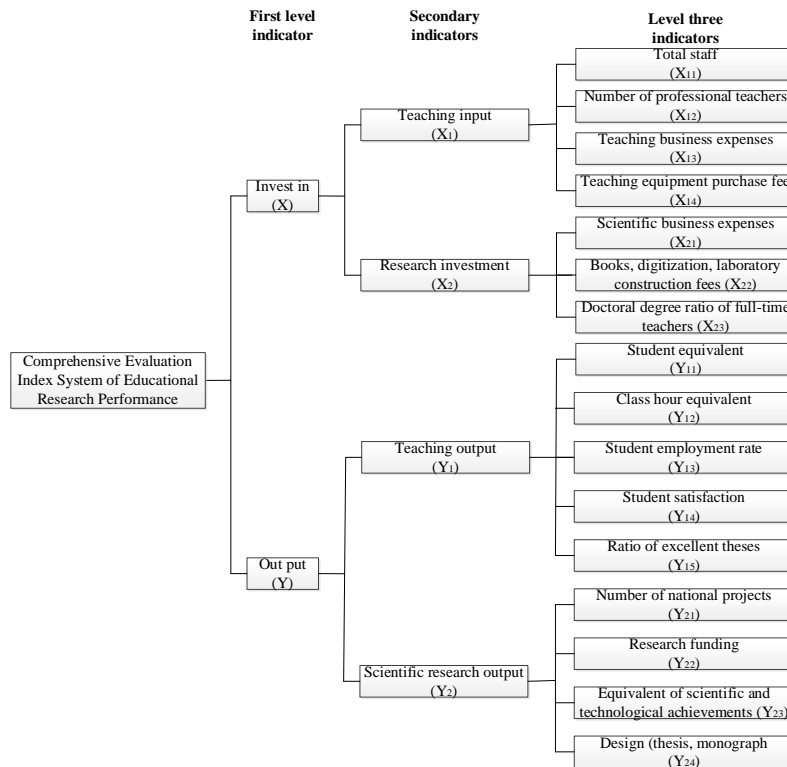 First level
indicator
Secondary
indicators
Level three
indicators
Total staff
(X11)
Number of professional teachers
(X12)
Teaching business expenses
(X13)
Teaching equipment purchase fee
(X14)
Teaching input
(X1)
Invest in
(X)
Scientific business expenses
(X21)
Books, digitization, laboratory
construction fees (X22)
Doctoral degree ratio of full-time
teachers (X23)
Research investment
(X2)
Comprehensive Evaluation
Index System of Educational
Research Performance
Student equivalent
(Y11)
Class hour equivalent
(Y12)
Student employment rate
(Y13)
Student satisfaction
(Y14)
Ratio of excellent theses
(Y15)
Teaching output
(Y1)
Out put
(Y)
Number of national projects
(Y21)
Research funding
(Y22)
Equivalent of scientific and
technological achievements (Y23)
Design (thesis, monograph
(Y24)
Scientific research output
(Y2)